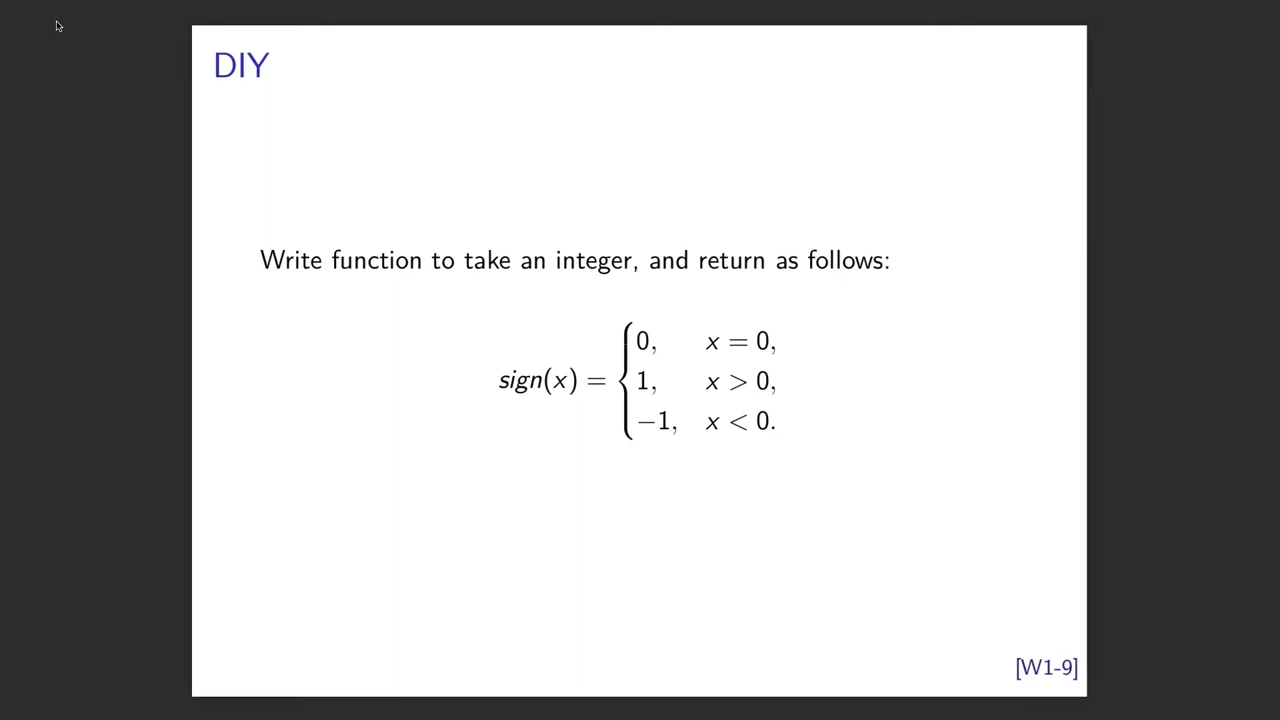 DIY
Write function to take an integer, and return as follows:
sign(x) = {
0, x = 0,
1, x > 0,
−1, x < 0.
[W1-9]